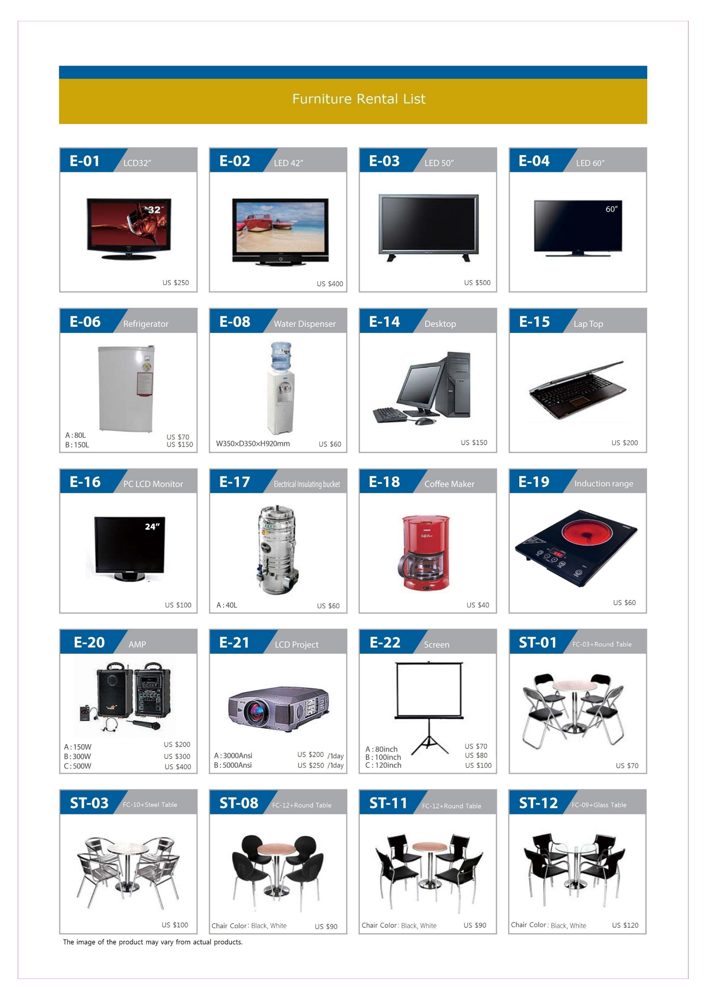 Furniture Rental List
E-01 LCD32”
32”
US $250
E-02 LED 42”
US $400
E-03 LED 50”
US $500
E-04 LED 60”
60”
E-06 Refrigerator
A : 80L US $70
B : 150L US $150
E-08 Water Dispenser
W350×D350×H920mm US $60
E-14 Desktop
US $150
E-15 Lap Top
US $200
E-16 PC LCD Monitor
24”
US $100
E-17 Electrical Insulating bucket
A : 40L US $60
E-18 Coffee Maker
US $40
E-19 Induction range
US $60
E-20 AMP
A : 150W US $200
B : 300W US $300
C : 500W US $400
E-21 LCD Project
A : 3000Ansi US $200 /1day
B : 5000Ansi US $250 /1day
E-22 Screen
A : 80inch US $70
B : 100inch US $80
C : 120inch US $100
ST-01 FC-03+Round Table
US $70
ST-03 FC-10+Steel Table
US $100
ST-08 FC-12+Round Table
Chair Color : Black, White US $90
ST-11 FC-12+Round Table
Chair Color : Black, White US $90
ST-12 FC-09+Glass Table
Chair Color : Black, White US $120
The image of the product may vary from actual products.